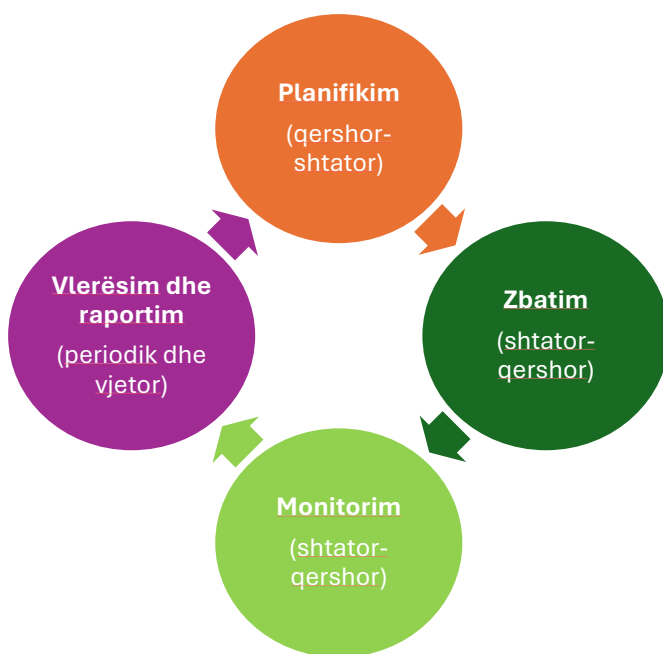 Planifikim
(qershor-
shtator)
Zbatim
(shtator-
qershor)
Monitorim
(shtator-
qershor)
Vlerësim dhe
raportim
(periodik dhe
vjetor)